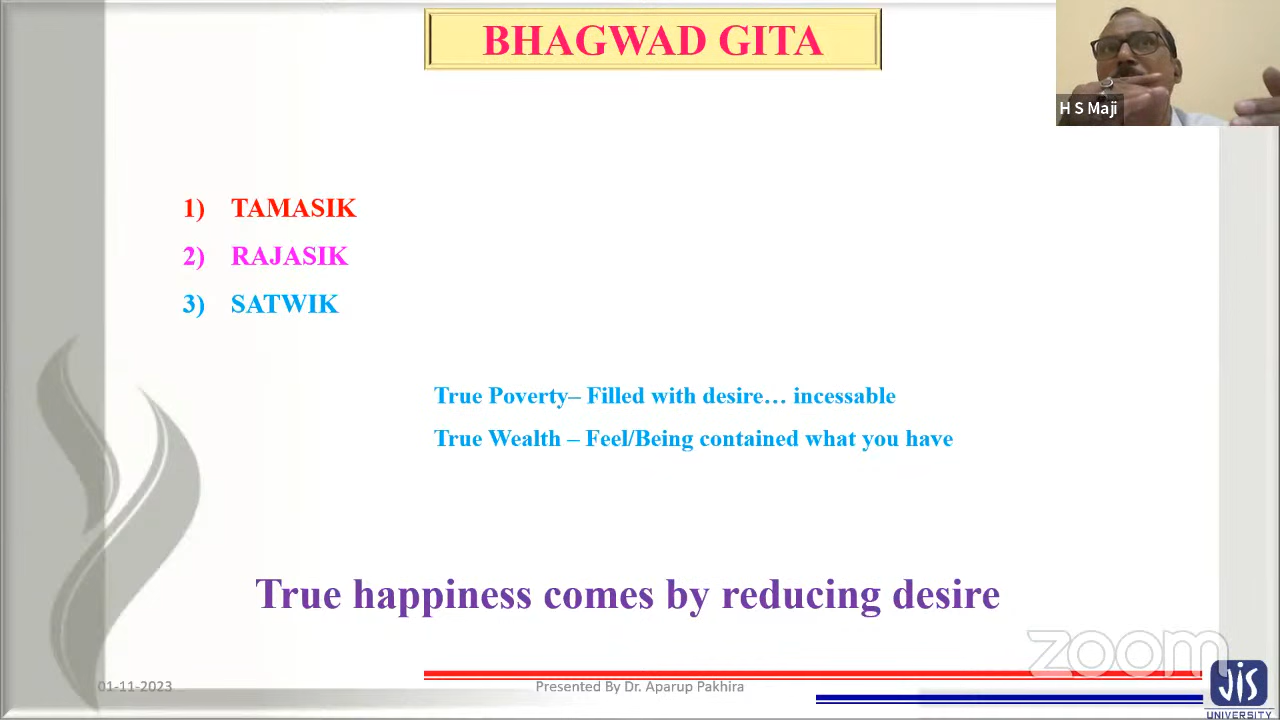 BHAGWAD GITA
H S Maji
1) TAMASIK
2) RAJASIK
3) SATWIK
True Poverty– Filled with desire… incessable
True Wealth – Feel/Being contained what you have
True happiness comes by reducing desire
zoom
01-11-2023
Presented By Dr. Aparup Pakhira
JIS
UNIVERSITY